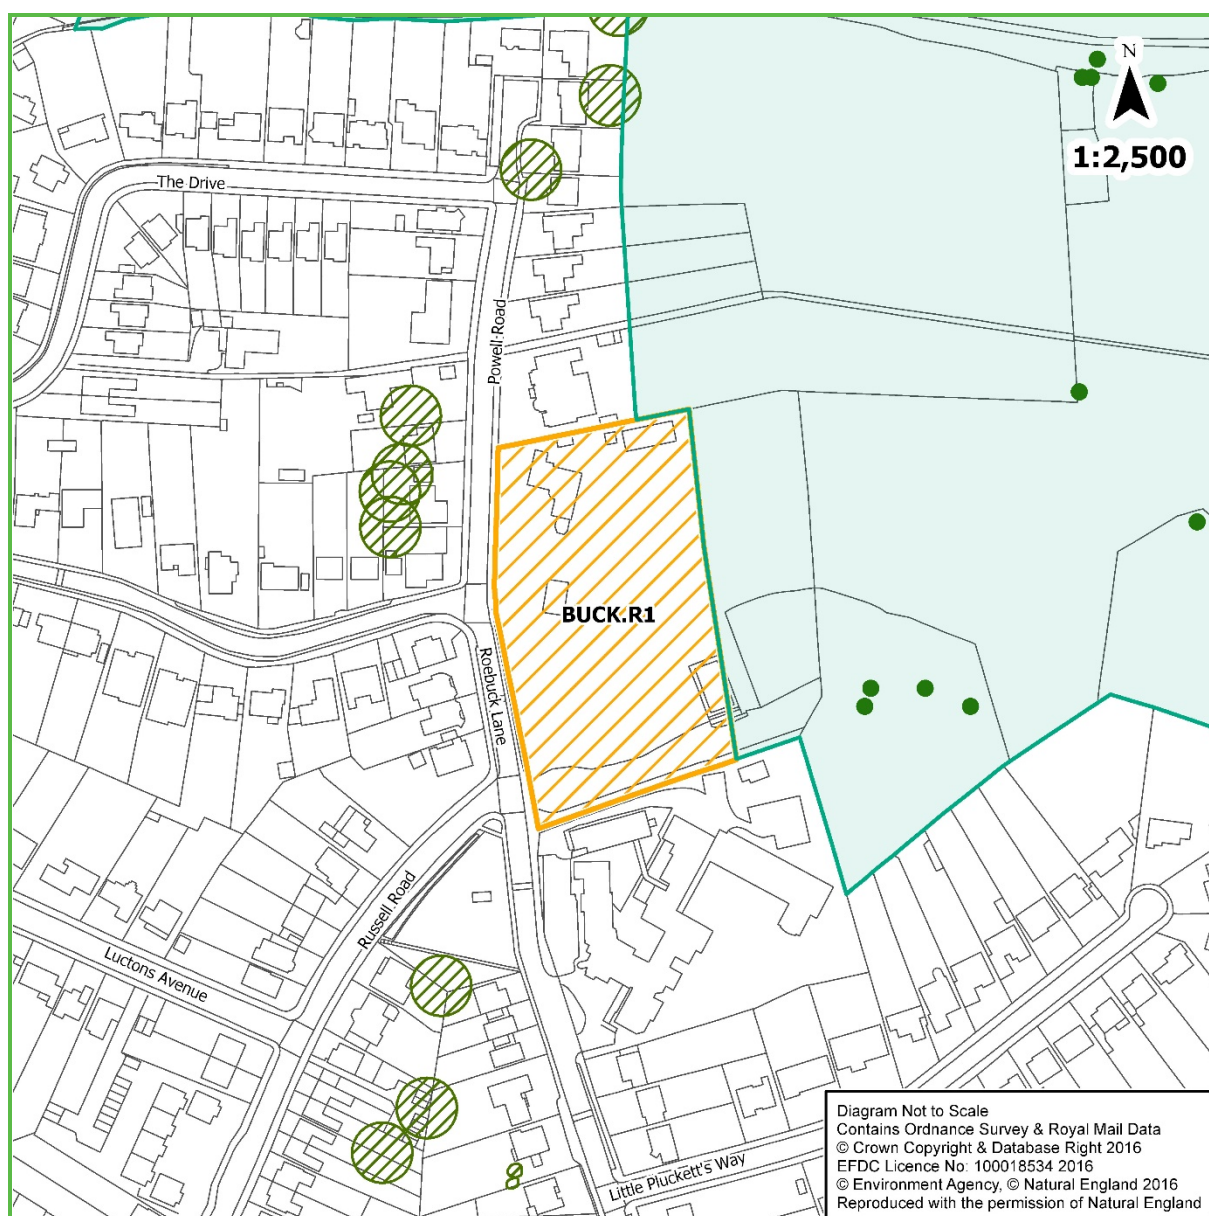 N
1:2,500
The Drive
Powell Road
BUCK.R1
Roebuck Lane
Russell Road
Luctons Avenue
Little Pluckett's Way
Diagram Not to Scale
Contains Ordnance Survey & Royal Mail Data
© Crown Copyright & Database Right 2016
EFDC Licence No: 100018534 2016
© Environment Agency, © Natural England 2016
Reproduced with the permission of Natural England